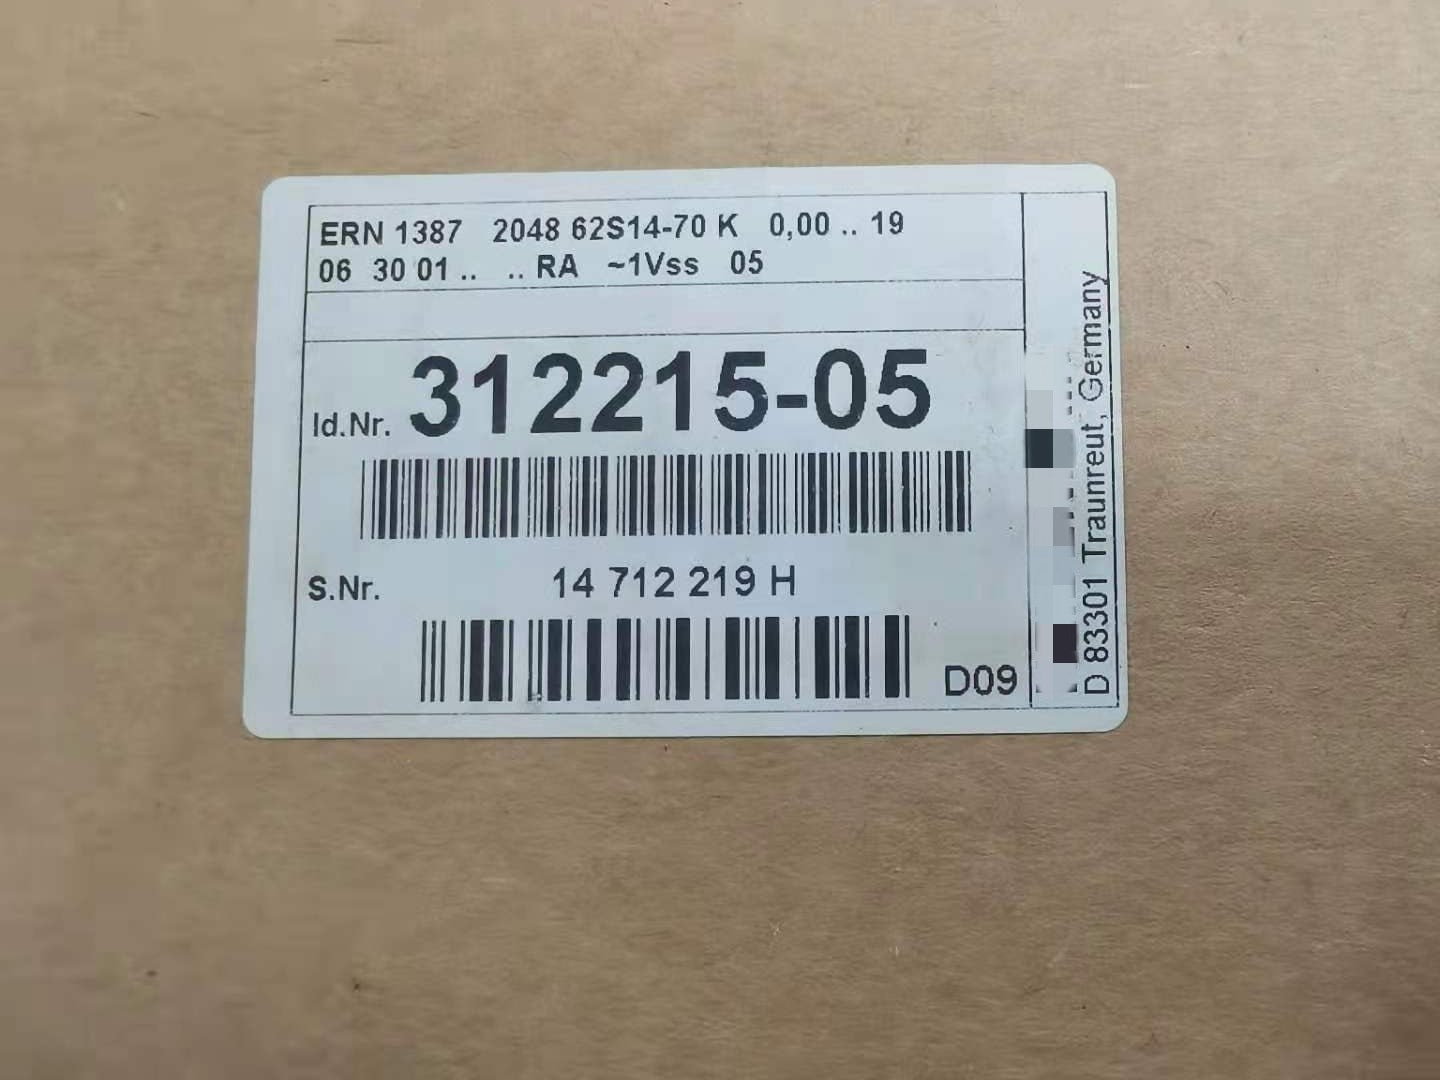 ERN 1387 2048 62S14-70 K 0,00 .. 19
06 30 01 .. .. RA ~1Vss 05
Id.Nr. 312215-05
S.Nr. 14 712 219 H
D09
D 83301 Traunreut, Germany